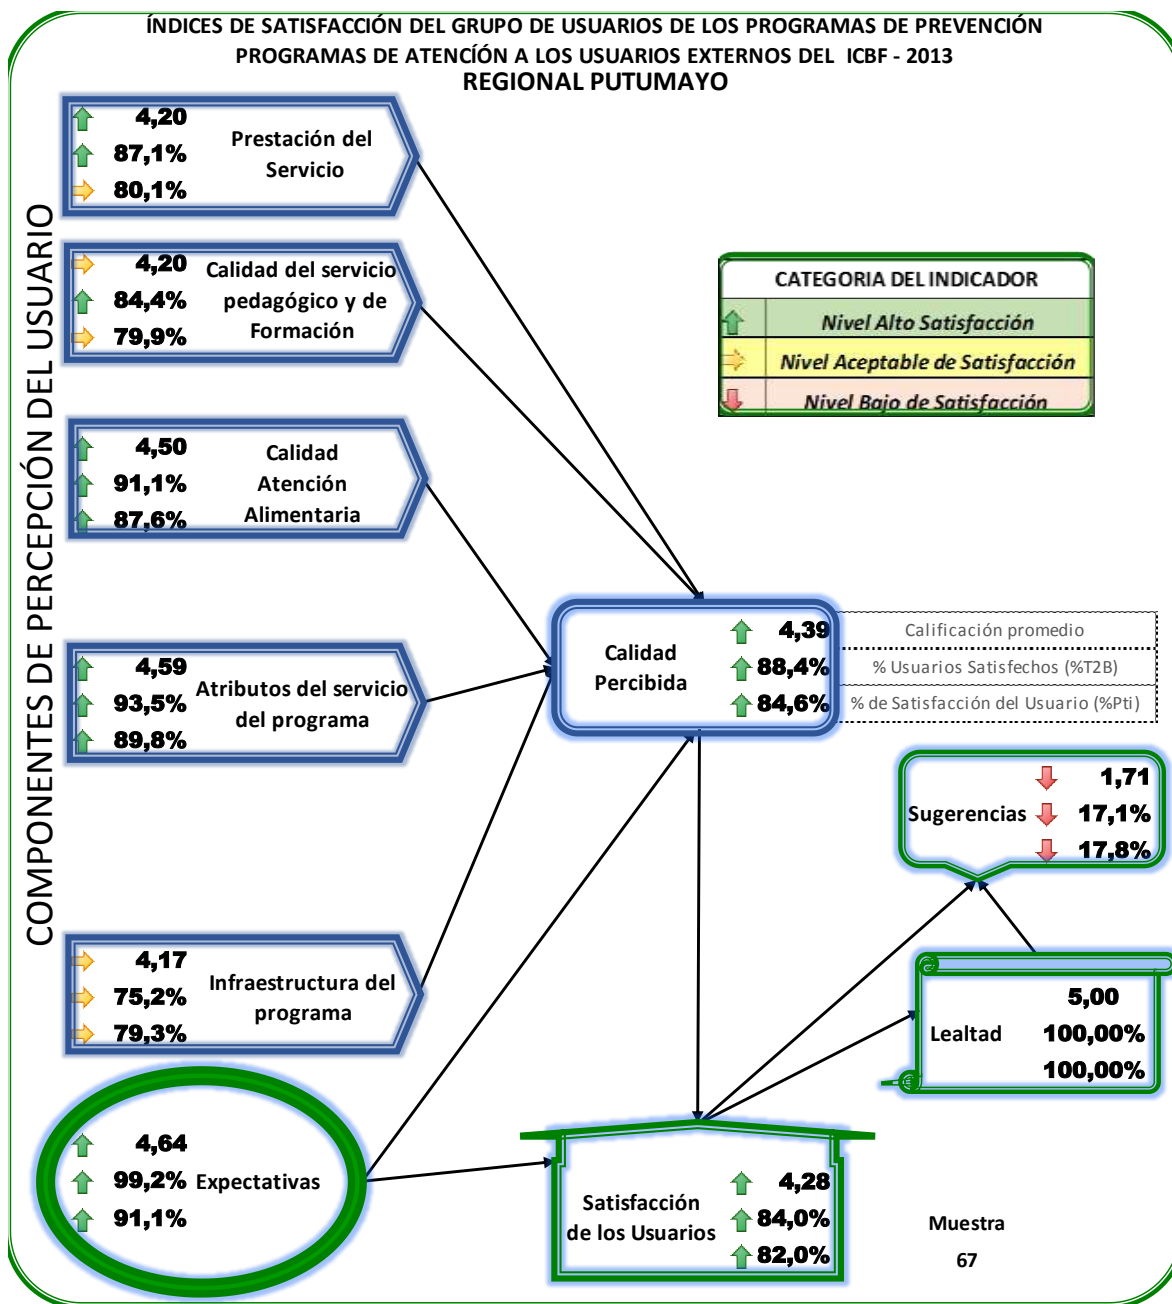 ÍNDICES DE SATISFACCIÓN DEL GRUPO DE USUARIOS DE LOS PROGRAMAS DE PREVENCIÓN
PROGRAMAS DE ATENCÍÓN A LOS USUARIOS EXTERNOS DEL ICBF - 2013
REGIONAL PUTUMAYO
COMPONENTES DE PERCEPCIÓN DEL USUARIO
4,20
87,1%
80,1%
Prestación del
Servicio
4,20
84,4%
79,9%
Calidad del servicio
pedagógico y de
Formación
CATEGORIA DEL INDICADOR
Nivel Alto Satisfacción
Nivel Aceptable de Satisfacción
Nivel Bajo de Satisfacción
4,50
91,1%
87,6%
Calidad
Atención
Alimentaria
4,59
93,5%
89,8%
Atributos del servicio
del programa
Calidad
Percibida
4,39
88,4%
84,6%
Calificación promedio
% Usuarios Satisfechos (%T2B)
% de Satisfacción del Usuario (%Pti)
Sugerencias
1,71
17,1%
17,8%
4,17
75,2%
79,3%
Infraestructura del
programa
Lealtad
5,00
100,00%
100,00%
4,64
99,2%
91,1%
Expectativas
Satisfacción
de los Usuarios
4,28
84,0%
82,0%
Muestra
67